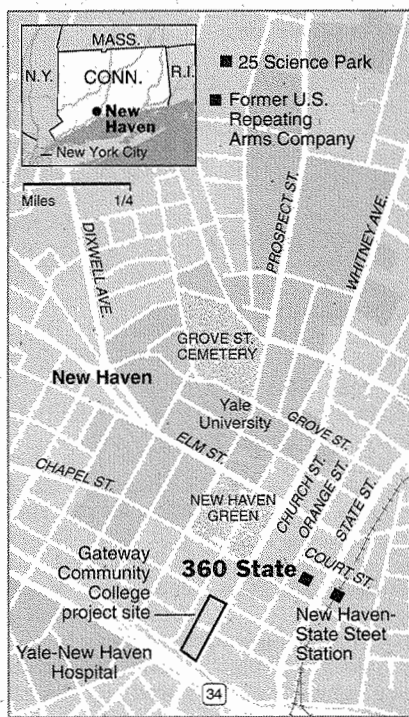 MASS.
N.Y.
CONN.
R.I.
New
Haven
New York City
25 Science Park
Former U.S.
Repeating
Arms Company
Miles 1/4
DIXWELL AVE.
PROSPECT ST.
WHITNEY AVE.
GROVE ST.
CEMETERY
New Haven
Yale
University
GROVE ST.
ELM ST.
CHAPEL ST.
NEW HAVEN
GREEN
CHURCH ST.
ORANGE ST.
STATE ST.
COURT ST.
Gateway
Community
College
project site
360 State
New Haven-
State Steet
Station
Yale-New Haven
Hospital
34